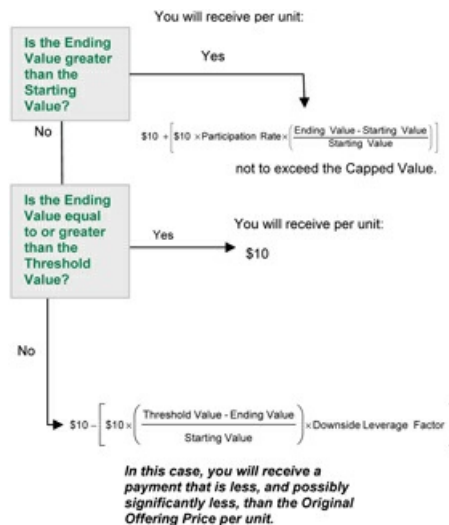 You will receive per unit:
Is the Ending
Value greater
than the
Starting
Value?
Yes
No
$10 + [$10 × Participation Rate × (Ending Value - Starting Value / Starting Value)]
not to exceed the Capped Value.
Is the Ending
Value equal
to or greater
than the
Threshold
Value?
Yes
You will receive per unit:
$10
No
$10 – [$10 × (Threshold Value - Ending Value / Starting Value) × Downside Leverage Factor
In this case, you will receive a
payment that is less, and possibly
significantly less, than the Original
Offering Price per unit.